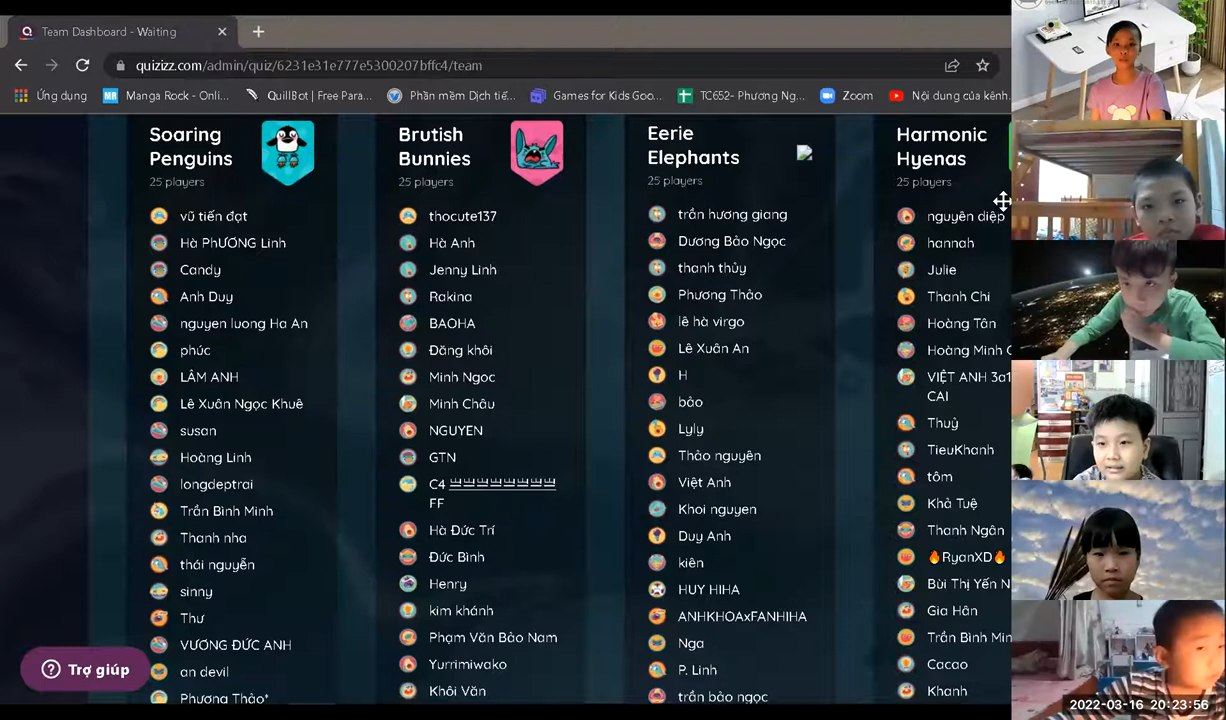 Team Dashboard - Waiting
quizizz.com/admin/quiz/6231e31e777e5300207bffc4/team
Ứng dụng
Manga Rock - Onli...
QuillBot | Free Para...
Phần mềm Dịch tiế...
Games for Kids Goo...
TC652- Phương Ng...
Zoom
Nội dung của kênh
Soaring
Penguins
25 players
vũ tiến đạt
Hà PhƯƠNG Linh
Candy
Anh Duy
nguyen luong Ha An
phúc
LÂM ANH
Lê Xuân Ngọc Khuê
susan
Hoàng Linh
longdeptrai
Trần Bình Minh
Thanh nha
thái nguyễn
sinny
Thư
VƯƠNG ĐỨC ANH
an devil
Phương Thảo*
Brutish
Bunnies
25 players
thocute137
Hà Anh
Jenny Linh
Rakina
BAOHA
Đăng khôi
Minh Ngoc
Minh Châu
NGUYEN
GTN
C4
FF
Hà Đức Trí
Đức Bình
Henry
kim khánh
Phạm Văn Bảo Nam
Yurrimiwako
Khôi Văn
Eerie
Elephants
25 players
trần hương giang
Dương Bảo Ngọc
thanh thủy
Phương Thảo
lê hà virgo
Lê Xuân An
H
bảo
Lyly
Thảo nguyên
Việt Anh
Khoi nguyen
Duy Anh
kiên
HUY HIHA
ANHKHOAxFANHIHA
Nga
P. Linh
trần bảo ngọc
Harmonic
Hyenas
25 players
nguyên diệp
hannah
Julie
Thanh Chi
Hoàng Tân
Hoàng Minh
VIỆT ANH 3a1
CAI
Thuỷ
TieuKhanh
tôm
Khả Tuệ
Thanh Ngân
🔥RyanXD🔥
Bùi Thị Yến N
Gia Hân
Trần Bình Min
Cacao
Khanh
Trợ giúp
2022-03-16 20:23:56